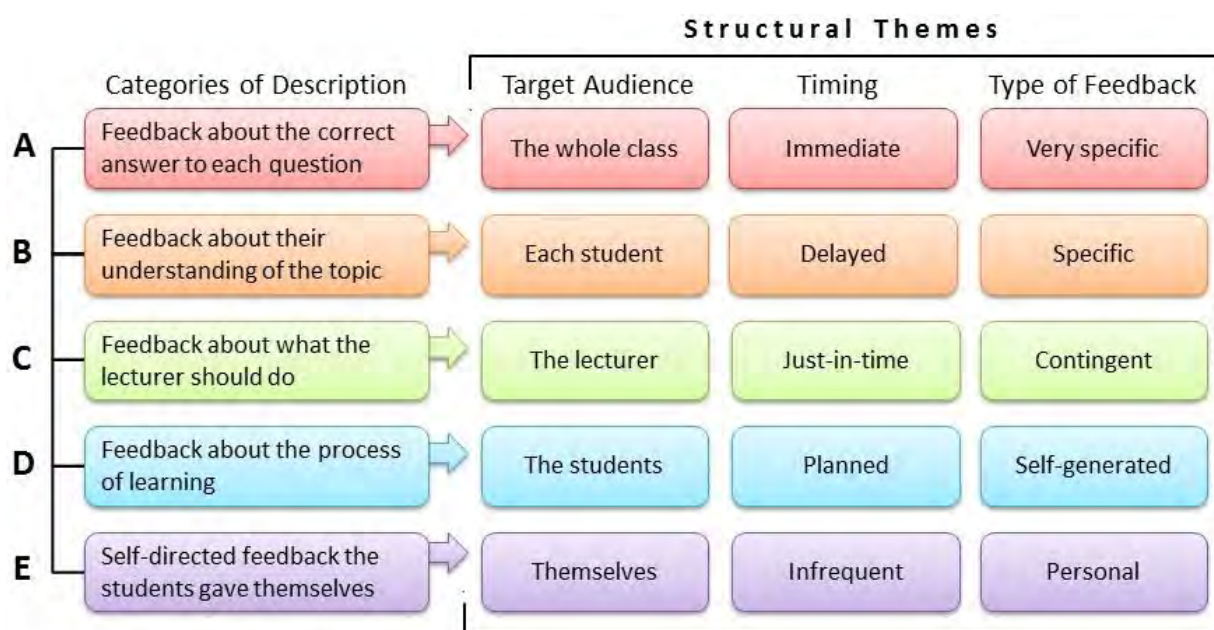 Structural Themes
Categories of Description
Target Audience
Timing
Type of Feedback
A
Feedback about the correct
answer to each question
The whole class
Immediate
Very specific
B
Feedback about their
understanding of the topic
Each student
Delayed
Specific
C
Feedback about what the
lecturer should do
The lecturer
Just-in-time
Contingent
D
Feedback about the process
of learning
The students
Planned
Self-generated
E
Self-directed feedback the
students gave themselves
Themselves
Infrequent
Personal